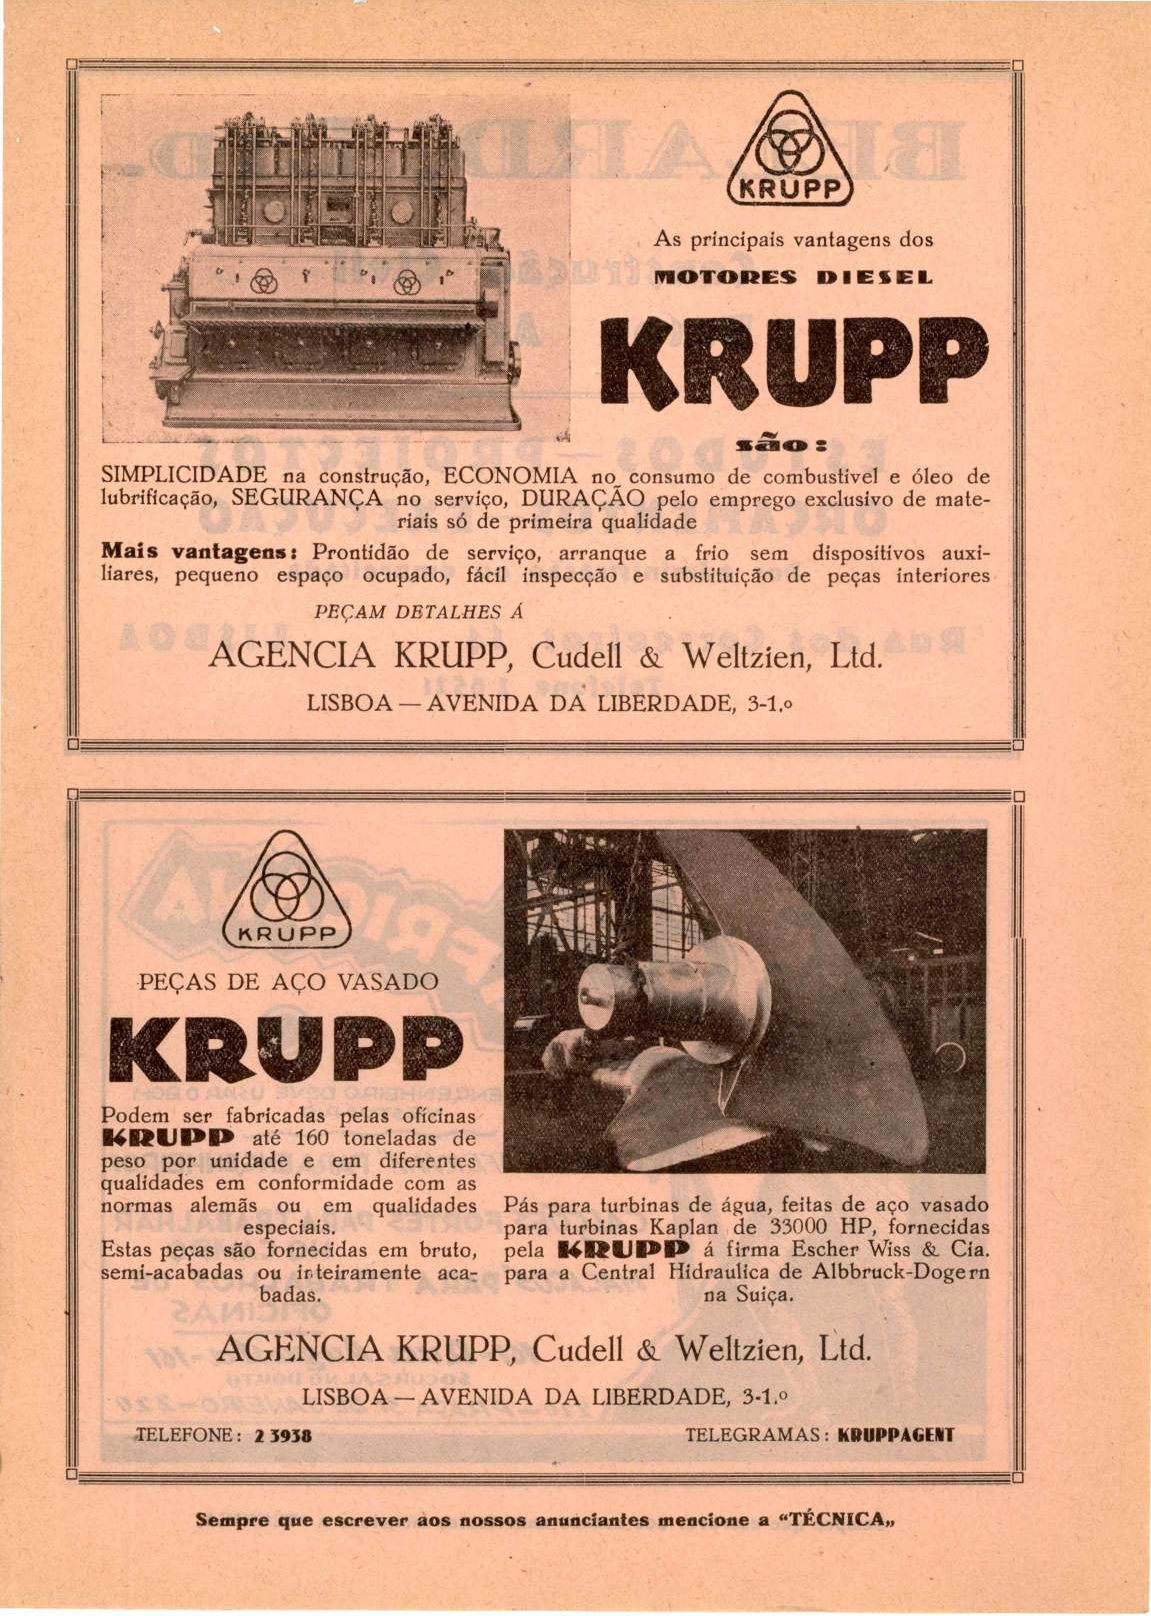 KRUPP
As principais vantagens dos
MOTORES DIESEL
KRUPP
são:
SIMPLICIDADE na construção, ECONOMIA no consumo de combustivel e óleo de
lubrificação, SEGURANÇA no serviço, DURAÇÃO pelo emprego exclusivo de mate-
riais só de primeira qualidade
Mais vantagens: Prontidão de serviço, arranque a frio sem dispositivos auxi-
liares, pequeno espaço ocupado, fácil inspecção e substituição de peças interiores
PEÇAM DETALHES Á
AGENCIA KRUPP, Cudell & Weltzien, Ltd.
LISBOA — AVENIDA DA LIBERDADE, 3-1.º
KRUPP
PEÇAS DE AÇO VASADO
KRUPP
Podem ser fabricadas pelas oficinas
KRUPP até 160 toneladas de
peso por unidade e em diferentes
qualidades em conformidade com as
normas alemãs ou em qualidades
especiais.
Estas peças são fornecidas em bruto,
semi-acabadas ou inteiramente aca-
badas.
Pás para turbinas de água, feitas de aço vasado
para turbinas Kaplan de 33000 HP, fornecidas
pela KRUPP á firma Escher Wiss & Cia.
para a Central Hidraulica de Albbruck-Dogern
na Suiça.
AGENCIA KRUPP, Cudell & Weltzien, Ltd.
LISBOA — AVENIDA DA LIBERDADE, 3-1.º
TELEFONE: 2 3938
TELEGRAMAS: KRUPPAGENT
Sempre que escrever aos nossos anunciantes mencione a “TÉCNICA„